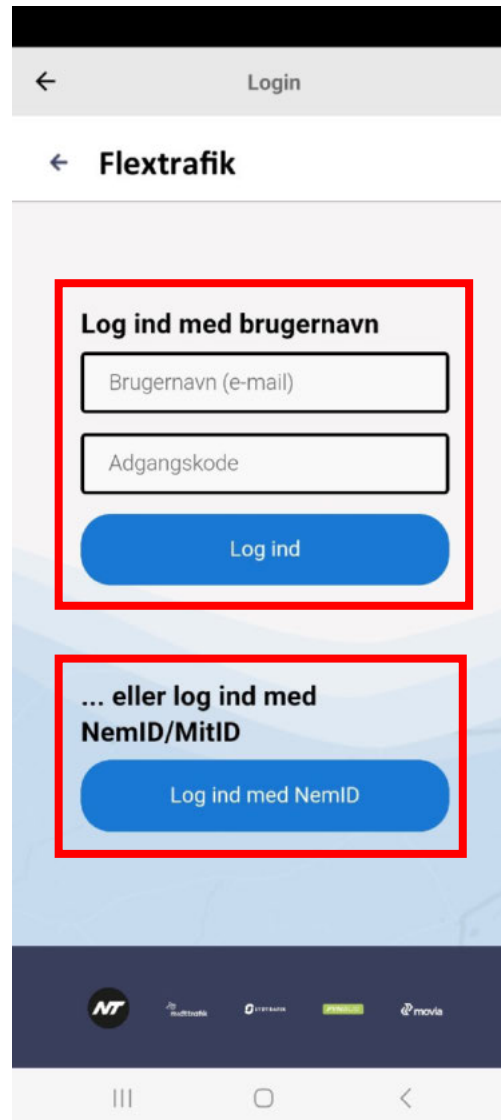 Login
Flextrafik
Log ind med brugernavn
Brugernavn (e-mail)
Adgangskode
Log ind
... eller log ind med
NemID/MitID
Log ind med NemID
NT
midttrafik
movia